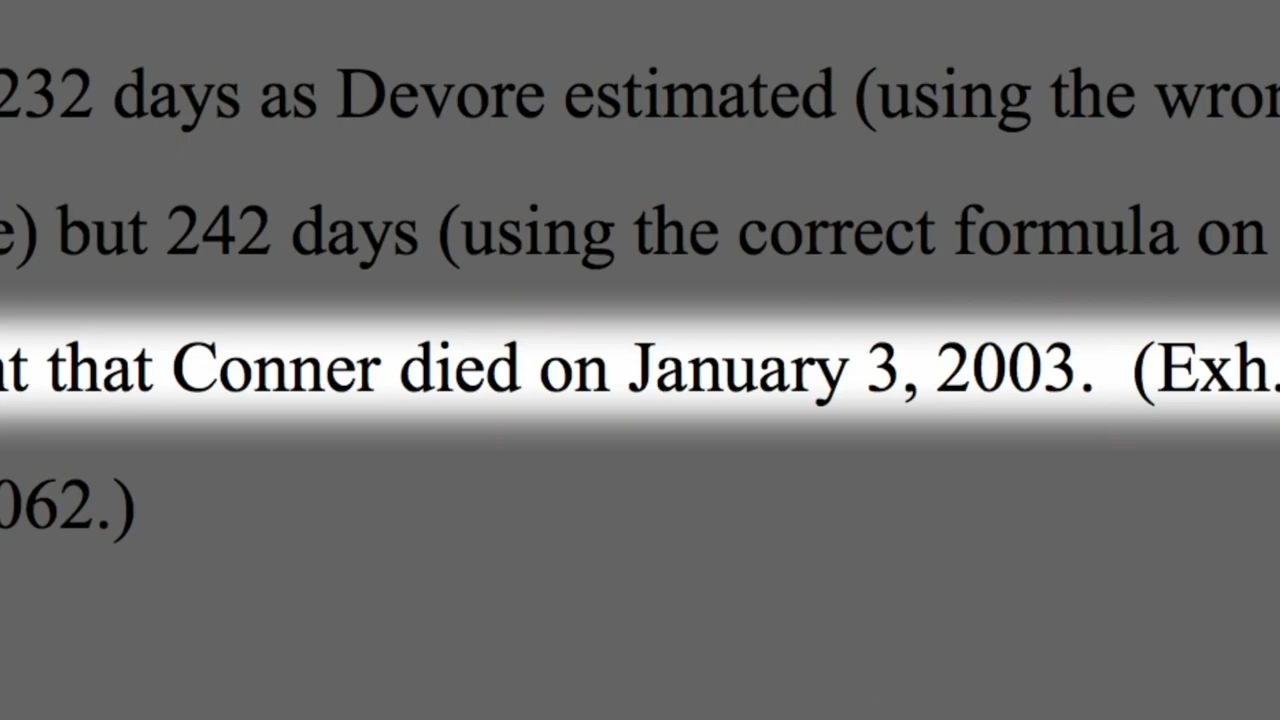 232 days as Devore estimated (using the
) but 242 days (using the correct formula on
that Conner died on January 3, 2003. (Exh.
062.)